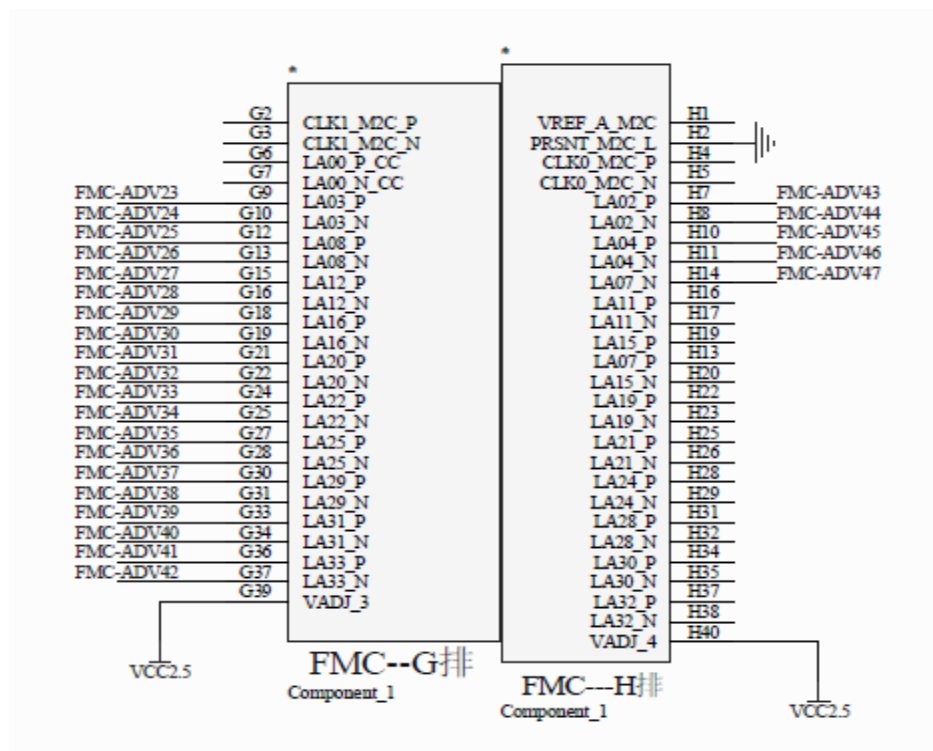 *
*
G2 CLK1_M2C_P VREF_A_M2C H1
G3 CLK1_M2C_N PRSNT_M2C_L H2
G6 LA00_P_CC CLK0_M2C_P H4
G7 LA00_N_CC CLK0_M2C_N H5
FMC-ADV23 G9 LA03_P LA02_P H7 FMC-ADV43
FMC-ADV24 G10 LA03_N LA02_N H8 FMC-ADV44
FMC-ADV25 G12 LA08_P LA04_P H10 FMC-ADV45
FMC-ADV26 G13 LA08_N LA04_N H11 FMC-ADV46
FMC-ADV27 G15 LA12_P LA07_N H14 FMC-ADV47
FMC-ADV28 G16 LA12_N LA11_P H16
FMC-ADV29 G18 LA16_P LA11_N H17
FMC-ADV30 G19 LA16_N LA15_P H19
FMC-ADV31 G21 LA20_P LA07_P H13
FMC-ADV32 G22 LA20_N LA15_N H20
FMC-ADV33 G24 LA22_P LA19_P H22
FMC-ADV34 G25 LA22_N LA19_N H23
FMC-ADV35 G27 LA25_P LA21_P H25
FMC-ADV36 G28 LA25_N LA21_N H26
FMC-ADV37 G30 LA29_P LA24_P H28
FMC-ADV38 G31 LA29_N LA24_N H29
FMC-ADV39 G33 LA31_P LA28_P H31
FMC-ADV40 G34 LA31_N LA28_N H32
FMC-ADV41 G36 LA33_P LA30_P H34
FMC-ADV42 G37 LA33_N LA30_N H35
G39 VADJ_3 LA32_P H37
LA32_N H38
VADJ_4 H40
VCC2.5
FMC--G排
Component_1
FMC---H排
Component_1
VCC2.5